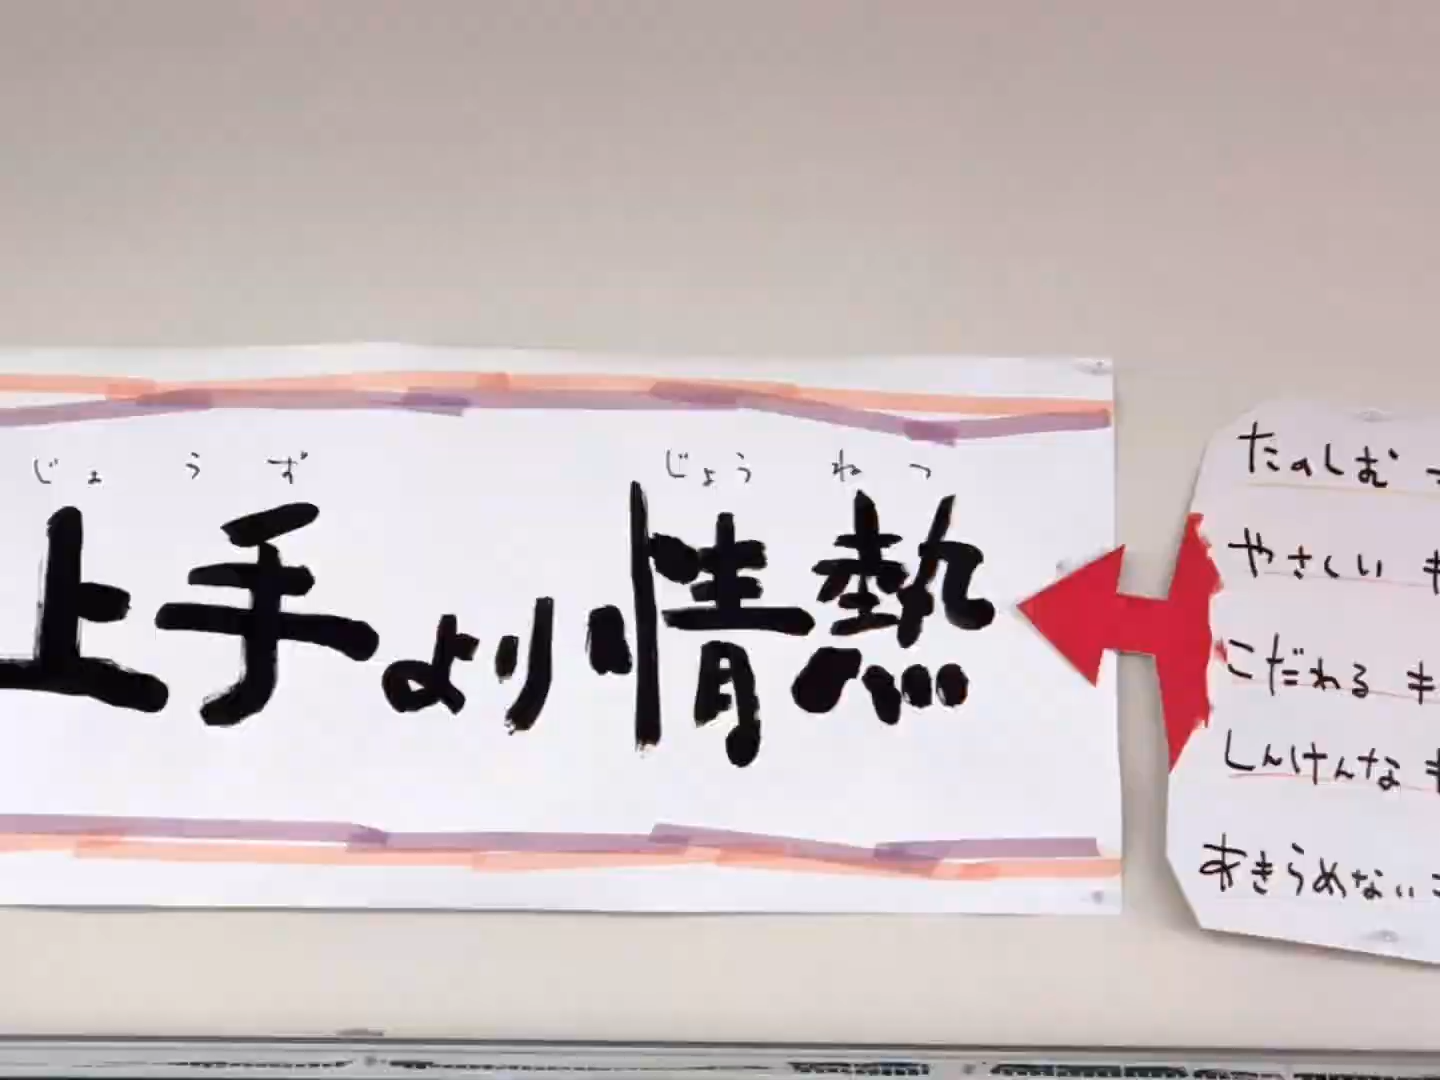 じょうず じょうねつ
上手より情熱
たのしむ
やさしい
こだわる
しんけんな
あきらめない